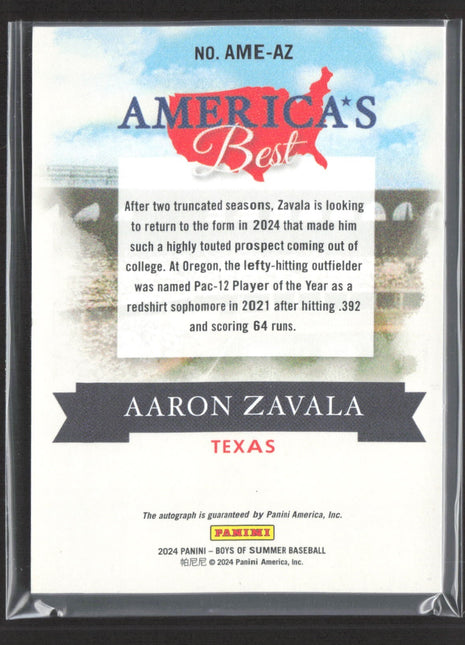 NO. AME-AZ
AMERICA'S
Best
After two truncated seasons, Zavala is looking
to return to the form in 2024 that made him
such a highly touted prospect coming out of
college. At Oregon, the lefty-hitting outfielder
was named Pac-12 Player of the Year as a
redshirt sophomore in 2021 after hitting .392
and scoring 64 runs.
AARON ZAVALA
TEXAS
The autograph is guaranteed by Panini America, Inc.
PANINI
2024 PANINI – BOYS OF SUMMER BASEBALL
帕尼尼 © 2024 Panini America, Inc.